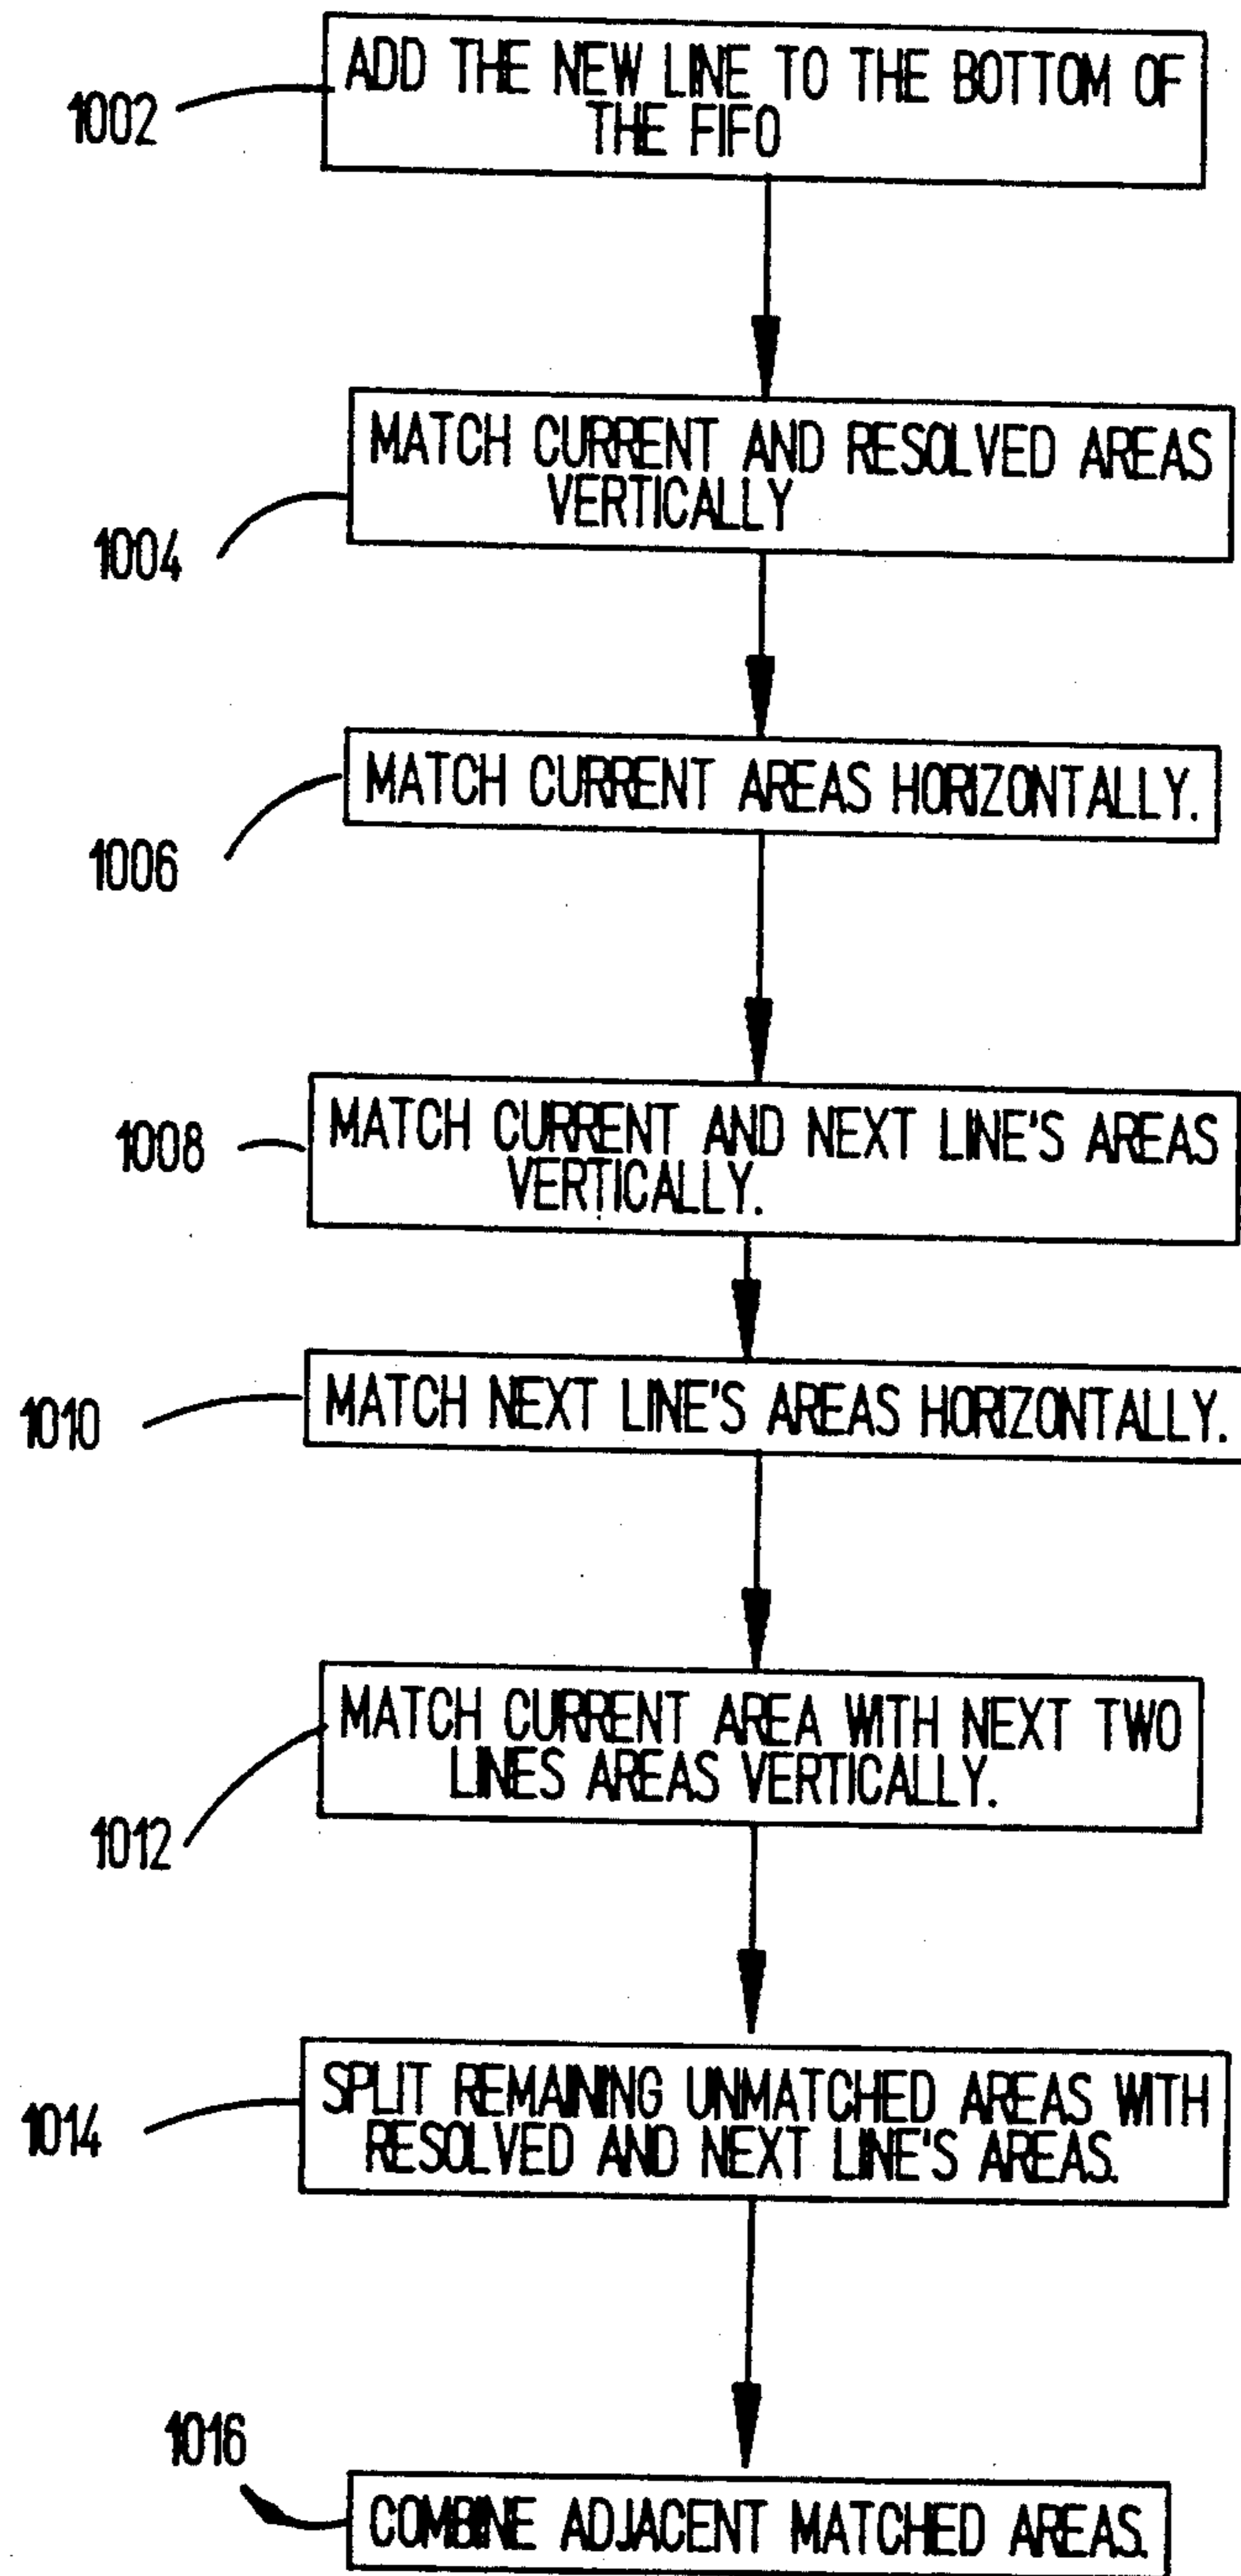 ADD THE NEW LINE TO THE BOTTOM OF
THE FIFO
1002
MATCH CURRENT AND RESOLVED AREAS
VERTICALLY
1004
MATCH CURRENT AREAS HORIZONTALLY.
1006
MATCH CURRENT AND NEXT LINE'S AREAS
VERTICALLY.
1008
MATCH NEXT LINE'S AREAS HORIZONTALLY.
1010
MATCH CURRENT AREA WITH NEXT TWO
LINES AREAS VERTICALLY.
1012
SPLIT REMAINING UNMATCHED AREAS WITH
RESOLVED AND NEXT LINE'S AREAS.
1014
1016
COMBINE ADJACENT MATCHED AREAS.